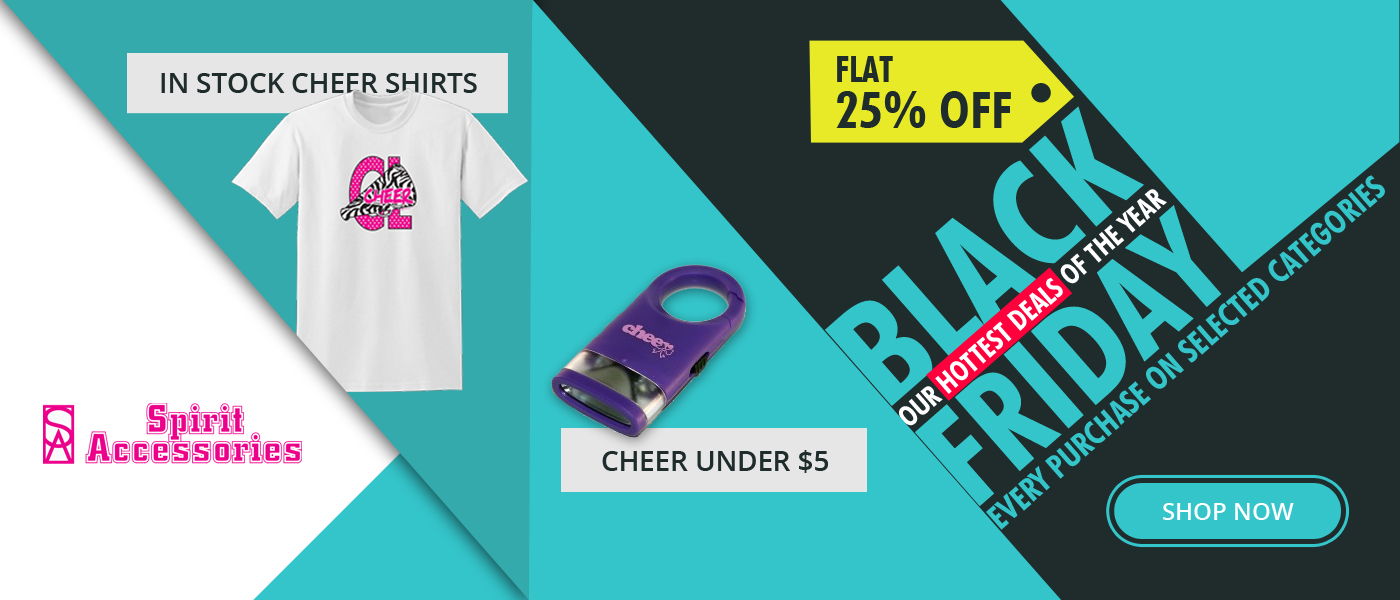 IN STOCK CHEER SHIRTS
CL
CHEER
SA
Spirit
Accessories
cheer
CHEER UNDER $5
FLAT
25% OFF
BLACK
OUR HOTTEST DEALS OF THE YEAR
FRIDAY
EVERY PURCHASE ON SELECTED CATEGORIES
SHOP NOW